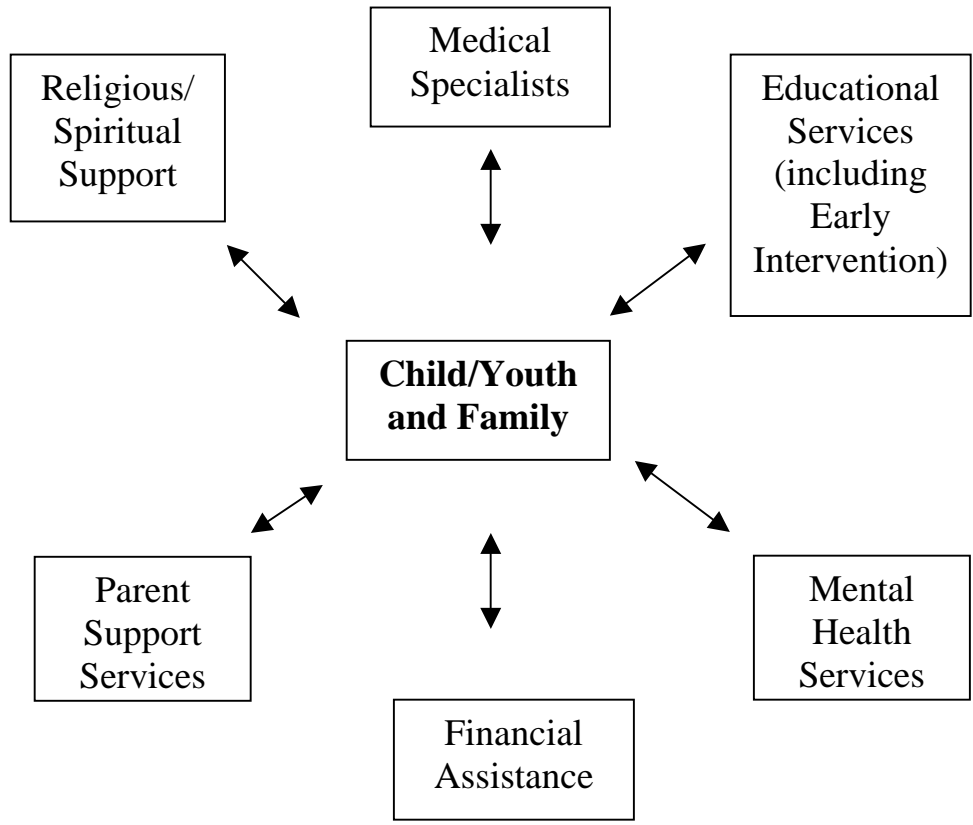 Medical
Specialists
Religious/
Spiritual
Support
Educational
Services
(including
Early
Intervention)
Child/Youth
and Family
Parent
Support
Services
Mental
Health
Services
Financial
Assistance